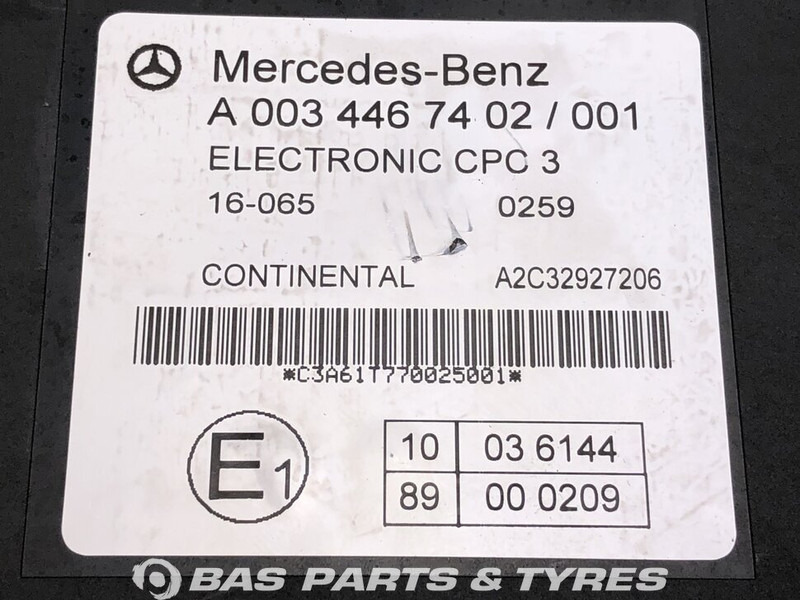 Mercedes-Benz
A 003 446 74 02 / 001
ELECTRONIC CPC 3
16-065 0259
CONTINENTAL A2C32927206
*C3A61T770025001*
E1
10 03 6144
89 00 0209
BAS PARTS & TYRES